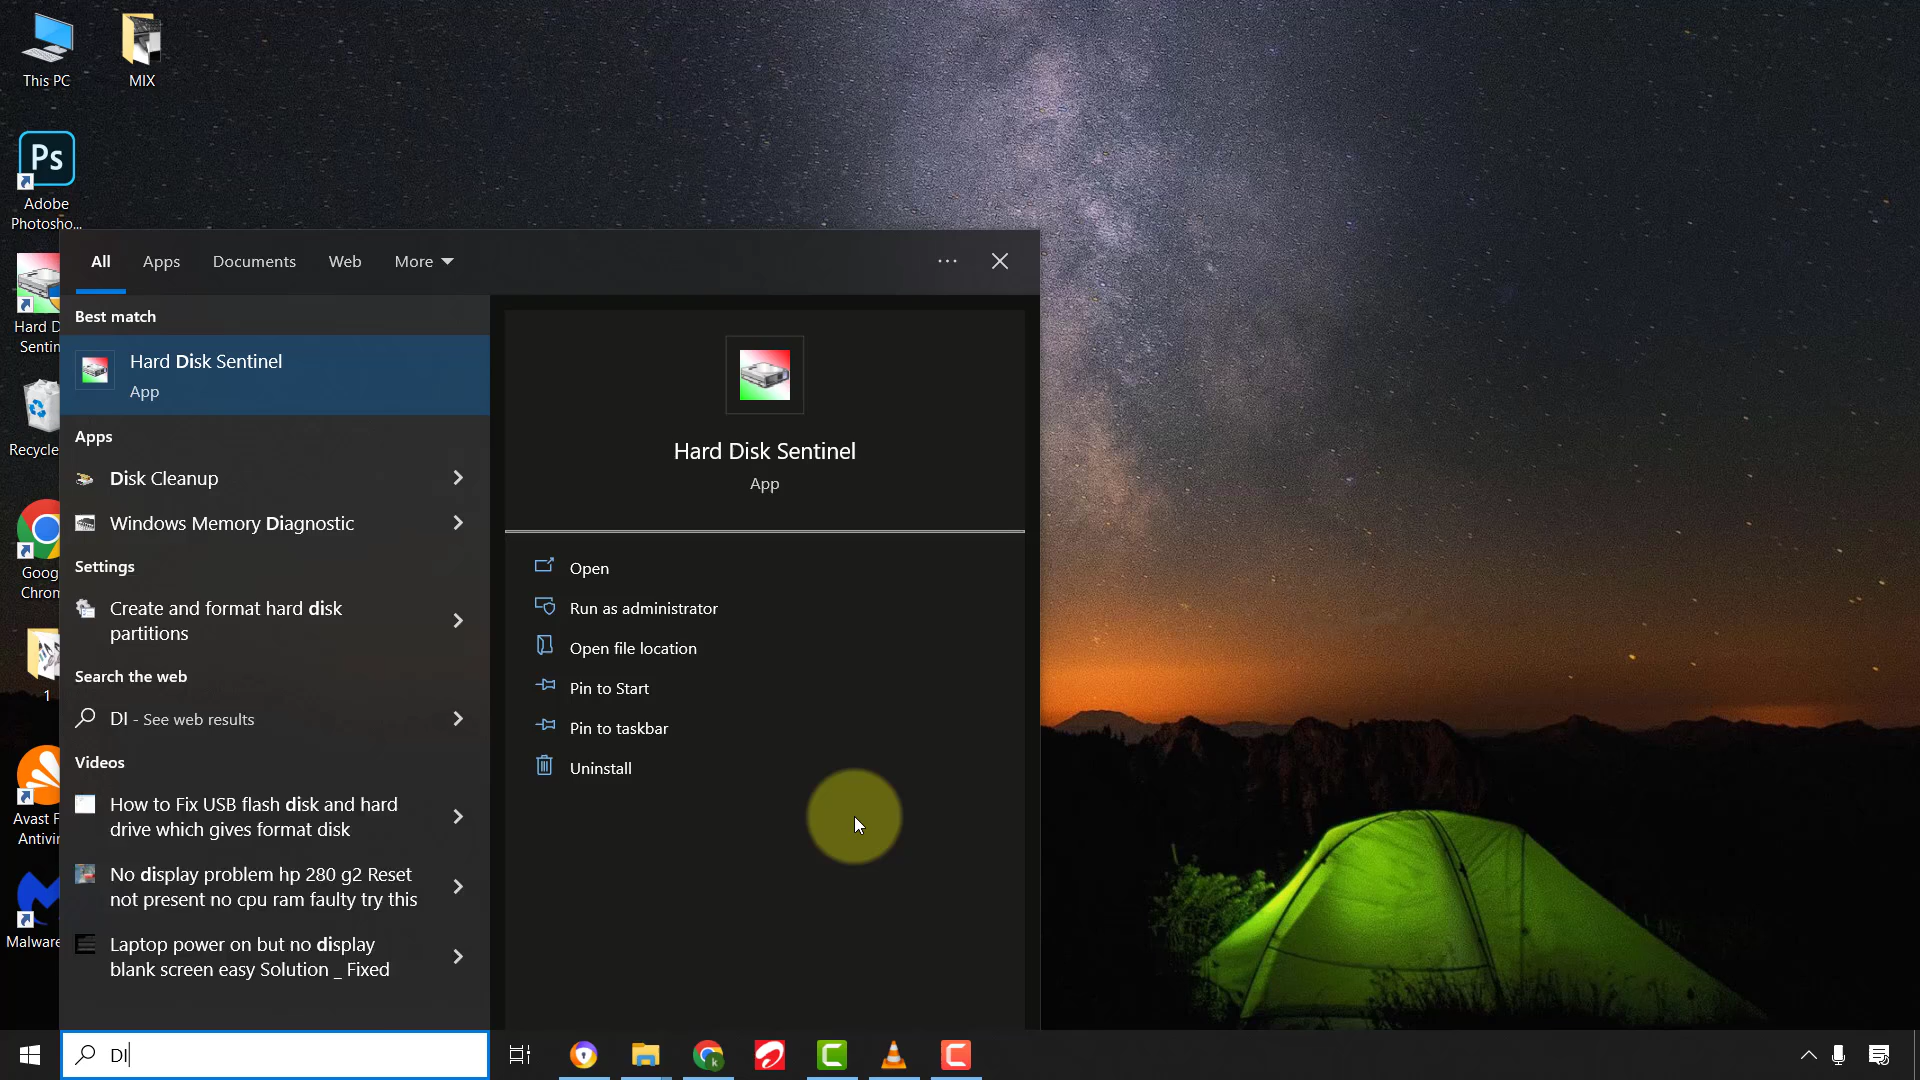 This PC
MIX
Ps
Adobe
Photosho...
Hard D
Sentin
Recycle
Goog
Chron
1
Avast F
Antivir
Malware
All
Apps
Documents
Web
More
Best match
Hard Disk Sentinel
App
Apps
Disk Cleanup
Windows Memory Diagnostic
Settings
Create and format hard disk
partitions
Search the web
DI - See web results
Videos
How to Fix USB flash disk and hard
drive which gives format disk
No display problem hp 280 g2 Reset
not present no cpu ram faulty try this
Laptop power on but no display
blank screen easy Solution _ Fixed
Hard Disk Sentinel
App
Open
Run as administrator
Open file location
Pin to Start
Pin to taskbar
Uninstall
DI
k